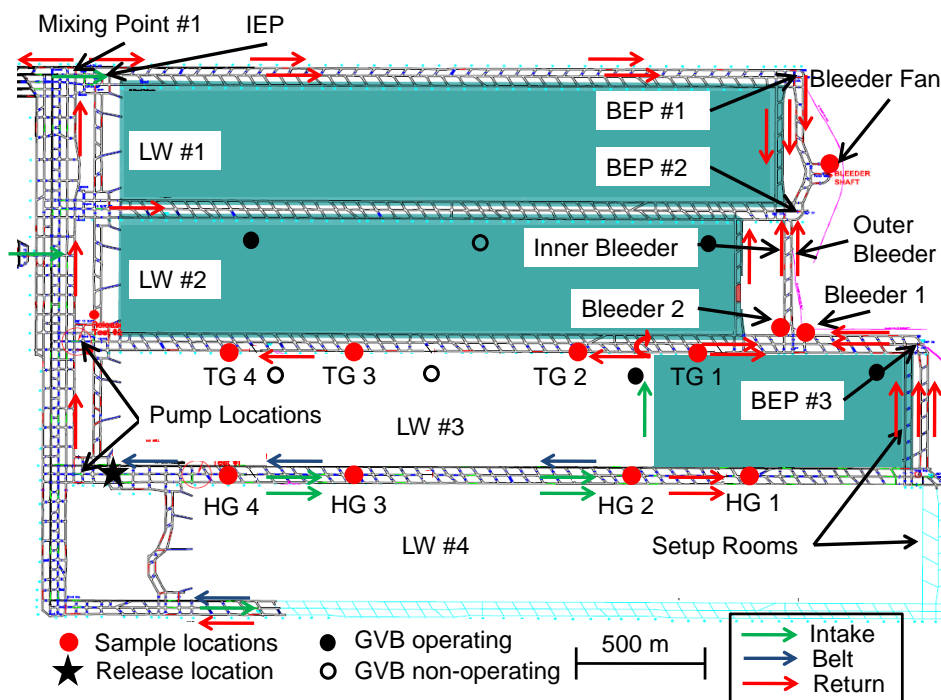 Mixing Point #1
IEP
Bleeder Fan
BEP #1
LW #1
BEP #2
BLEEDER
SHAFT
Inner Bleeder
Outer
Bleeder
LW #2
Bleeder 2
Bleeder 1
TG 4
TG 3
TG 2
TG 1
Pump Locations
BEP #3
LW #3
HG 4
HG 3
HG 2
HG 1
LW #4
Setup Rooms
Sample locations
GVB operating
500 m
Intake
Release location
GVB non-operating
Belt
Return